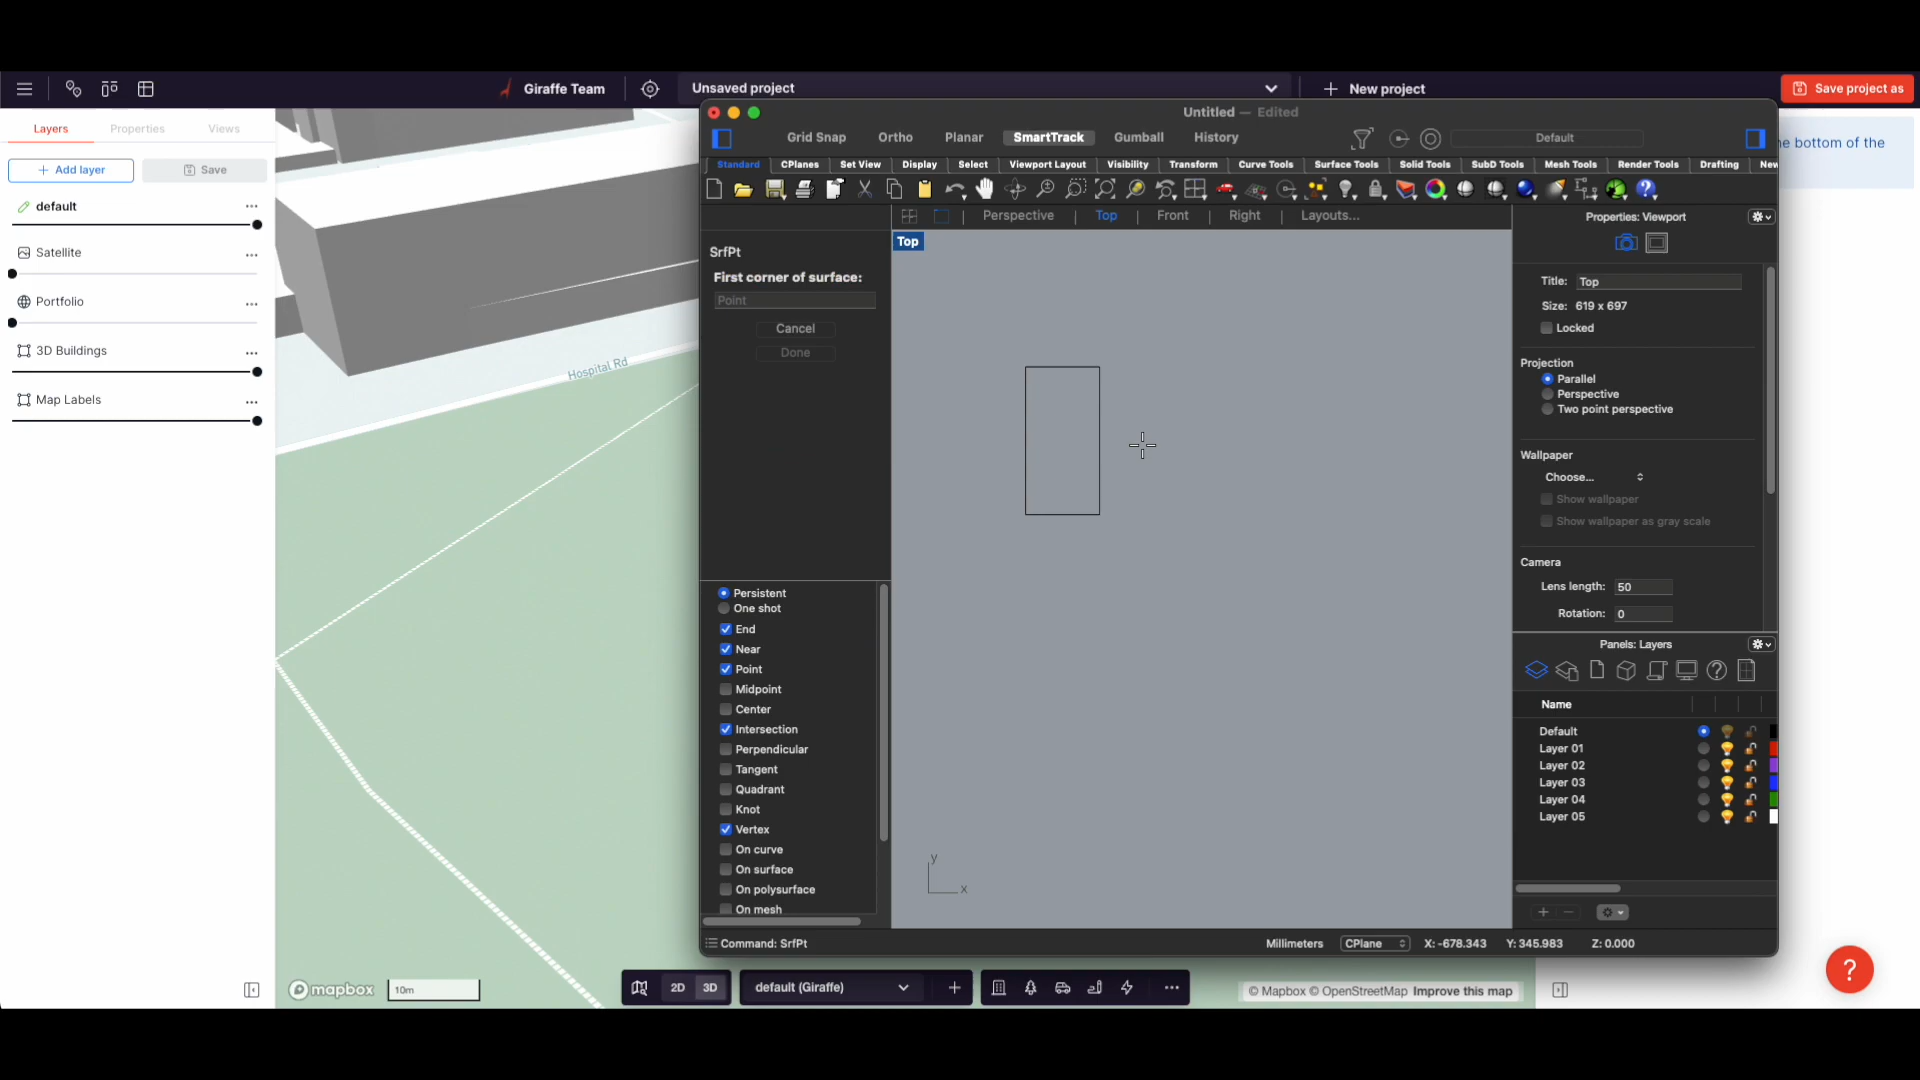 Giraffe Team
Unsaved project
New project
Save project as
Layers
Properties
Views
Add layer
Save
default
Satellite
Portfolio
3D Buildings
Map Labels
Hospital Rd
mapbox
10m
2D
3D
default (Giraffe)
© Mapbox © OpenStreetMap Improve this map
?
he bottom of the
Untitled — Edited
Grid Snap
Ortho
Planar
SmartTrack
Gumball
History
Default
Standard
CPlanes
Set View
Display
Select
Viewport Layout
Visibility
Transform
Curve Tools
Surface Tools
Solid Tools
SubD Tools
Mesh Tools
Render Tools
Drafting
New
Perspective
Top
Front
Right
Layouts...
SrfPt
First corner of surface:
Point
Cancel
Done
Persistent
One shot
End
Near
Point
Midpoint
Center
Intersection
Perpendicular
Tangent
Quadrant
Knot
Vertex
On curve
On surface
On polysurface
On mesh
Top
y
x
Properties: Viewport
Title: Top
Size: 619 x 697
Locked
Projection
Parallel
Perspective
Two point perspective
Wallpaper
Choose...
Show wallpaper
Show wallpaper as gray scale
Camera
Lens length: 50
Rotation: 0
Panels: Layers
Name
Default
Layer 01
Layer 02
Layer 03
Layer 04
Layer 05
Command: SrfPt
Millimeters
CPlane
X: -678.343
Y: 345.983
Z: 0.000